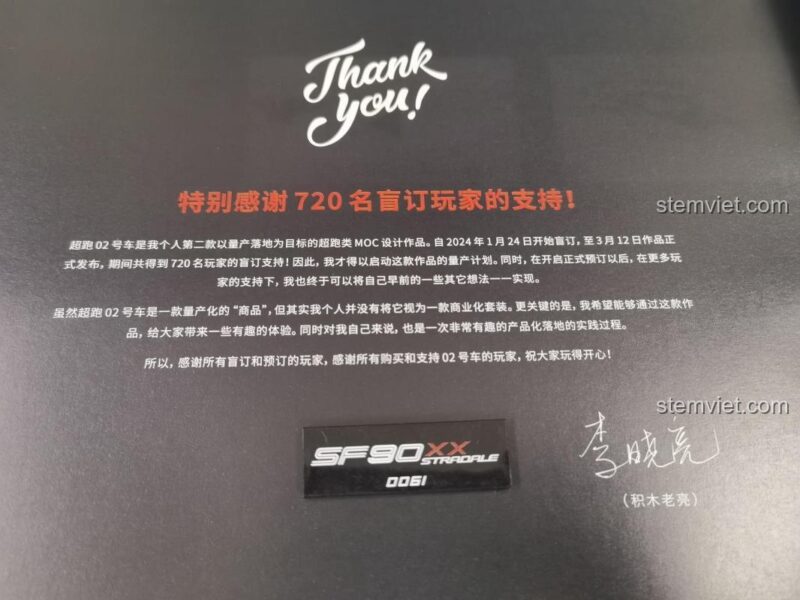 Thank
you!
特别感谢 720 名盲订玩家的支持！
stemviet.com
超跑 02 号车是我个人第二款以量产落地为目标的超跑类 MOC 设计作品。自 2024 年 1 月 24 日开始盲订，至 3 月 12 日作品正
式发布，期间共得到 720 名玩家的盲订支持！因此，我才得以启动这款作品的量产计划。同时，在开启正式预订以后，在更多玩
家的支持下，我也终于可以将自己早前的一些其它想法一一实现。
虽然超跑 02 号车是一款量产化的 “商品”，但其实我个人并没有将它视为一款商业化套装。更关键的是，我希望能够通过这款作
品，给大家带来一些有趣的体验。同时对我自己来说，也是一次非常有趣的产品化落地的实践过程。
所以，感谢所有盲订和预订的玩家，感谢所有购买和支持 02 号车的玩家，祝大家玩得开心！
stemviet.com
SF90 XX
STRADALE
0061
李晓亮
（积木老亮）